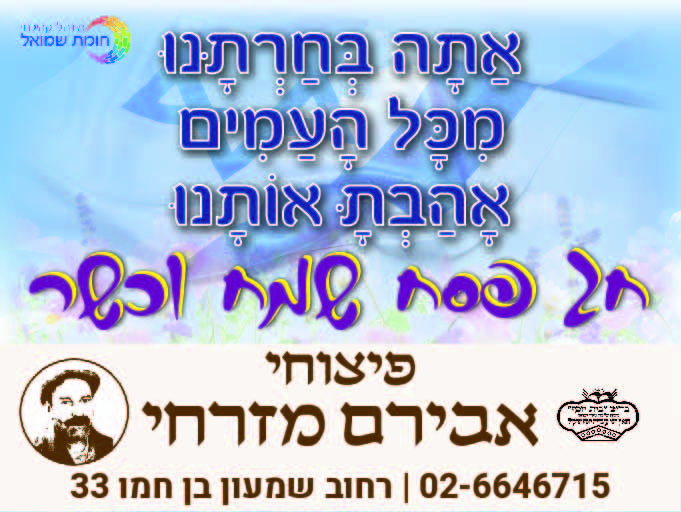 חומת שמואל
אַתָּה בְּחַרְתָּנוּ
מִכָּל הָעַמִּים
אָהַבְתָּ אוֹתָנוּ
חג פסח שמח וכשר
פיצוחי
אבירם מזרחי
02-6646715 | רחוב שמעון בן חמו 33